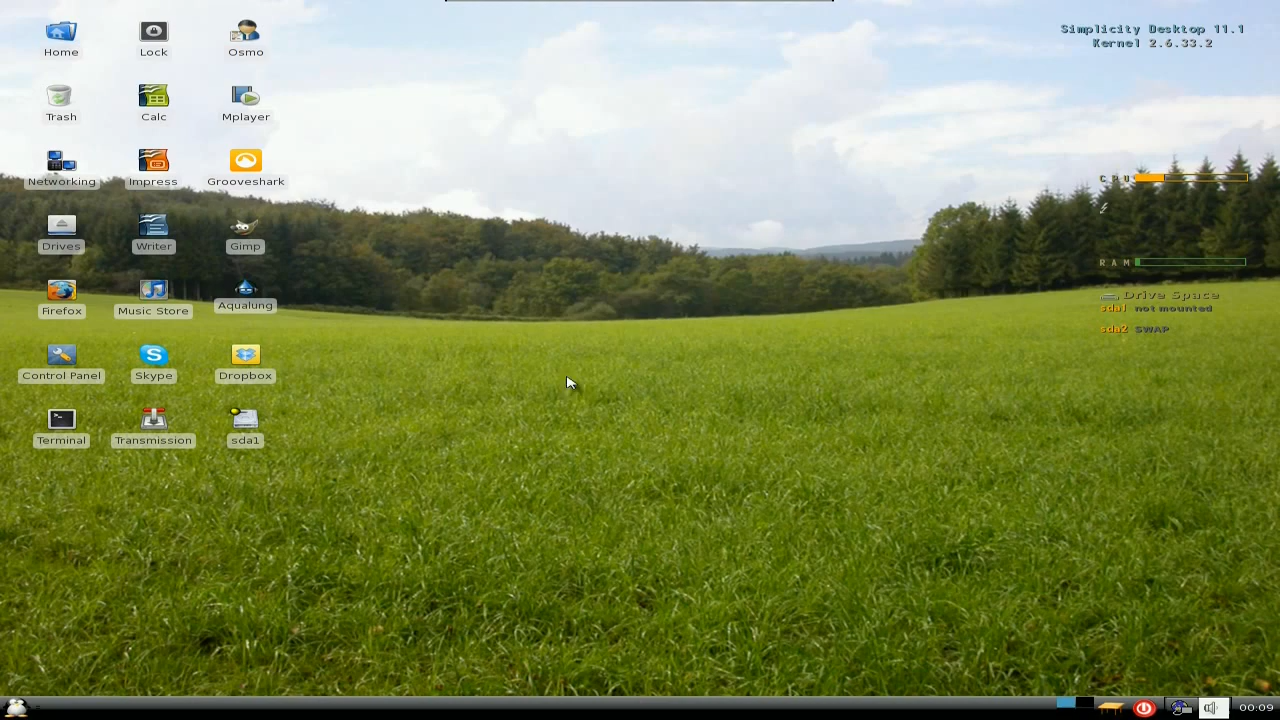 Simplicity Desktop 11.1
Kernel 2.6.33.2
Home
Lock
Osmo
Trash
Calc
Mplayer
Networking
Impress
Grooveshark
CPU
Drives
Writer
Gimp
RAM
Drive Space
sda1 not mounted
sda2 SWAP
Firefox
Music Store
Aqualung
Control Panel
Skype
Dropbox
Terminal
Transmission
sda1
00:09